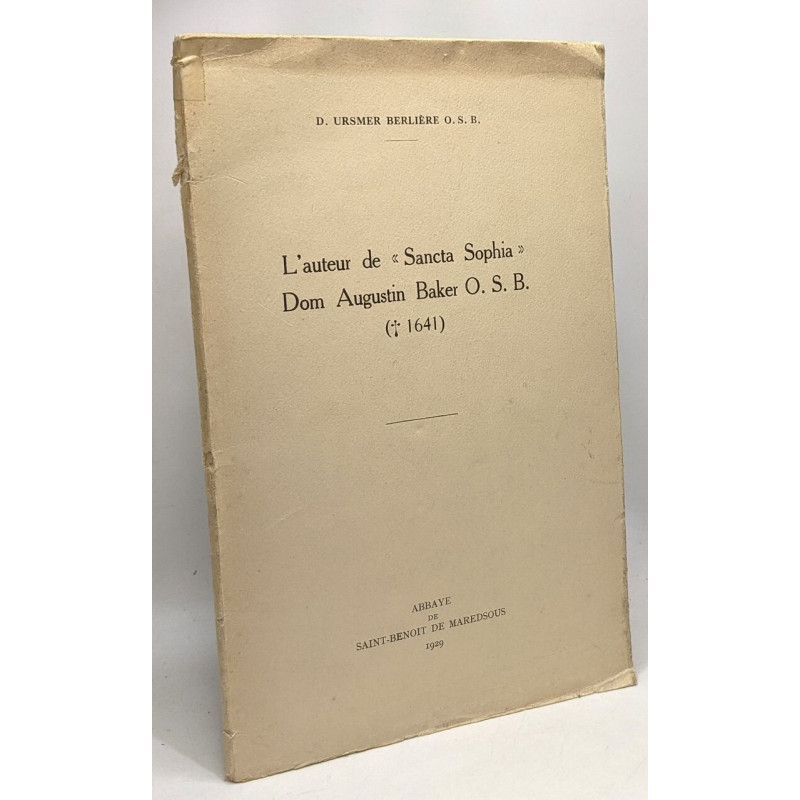 D. URSMER BERLIÈRE O. S. B.
L'auteur de « Sancta Sophia »
Dom Augustin Baker O. S. B.
(† 1641)
ABBAYE
DE
SAINT-BENOIT DE MAREDSOUS
1929